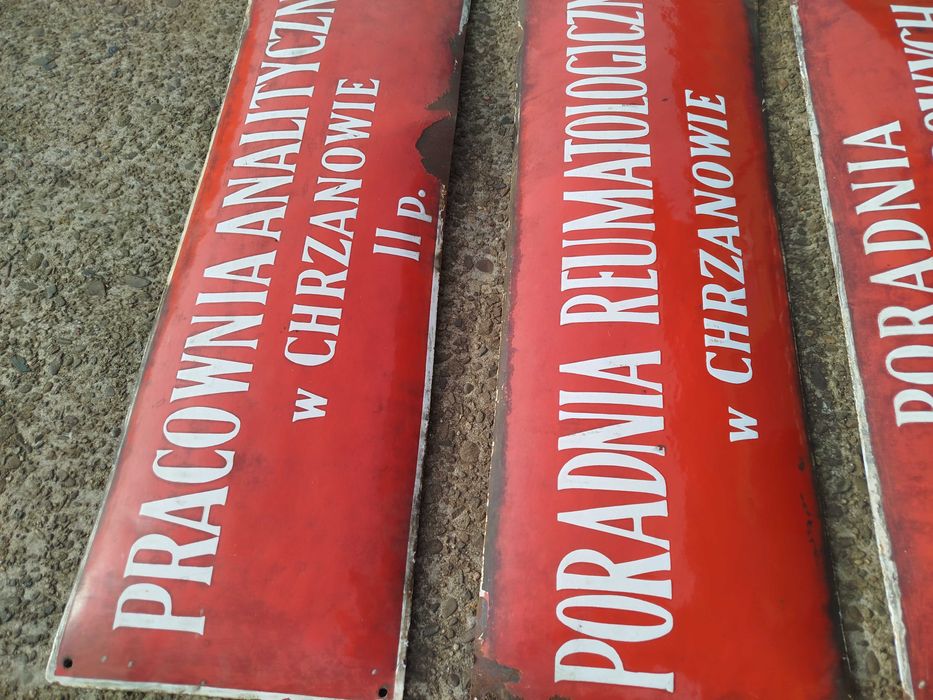 PRACOWNIA ANALITYCZN
w CHRZANOWIE
II p.
PORADNIA REUMATOLOGICZN
w CHRZANOWIE
PORADNIA